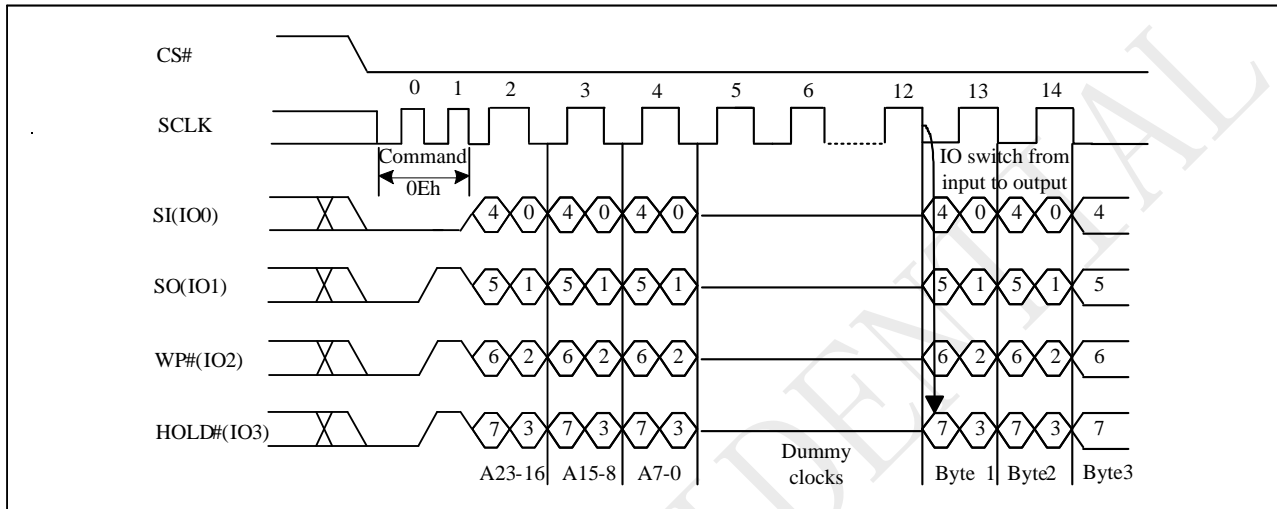 CS#
0 1 2 3 4 5 6 12 13 14
SCLK
Command
0Eh
IO switch from
input to output
SI(IO0)
4 0 4 0 4 0 4 0 4 0 4
SO(IO1)
5 1 5 1 5 1 5 1 5 1 5
WP#(IO2)
6 2 6 2 6 2 6 2 6 2 6
HOLD#(IO3)
7 3 7 3 7 3 7 3 7 3 7
A23-16 A15-8 A7-0
Dummy
clocks
Byte 1 Byte2 Byte3
DENTIAL